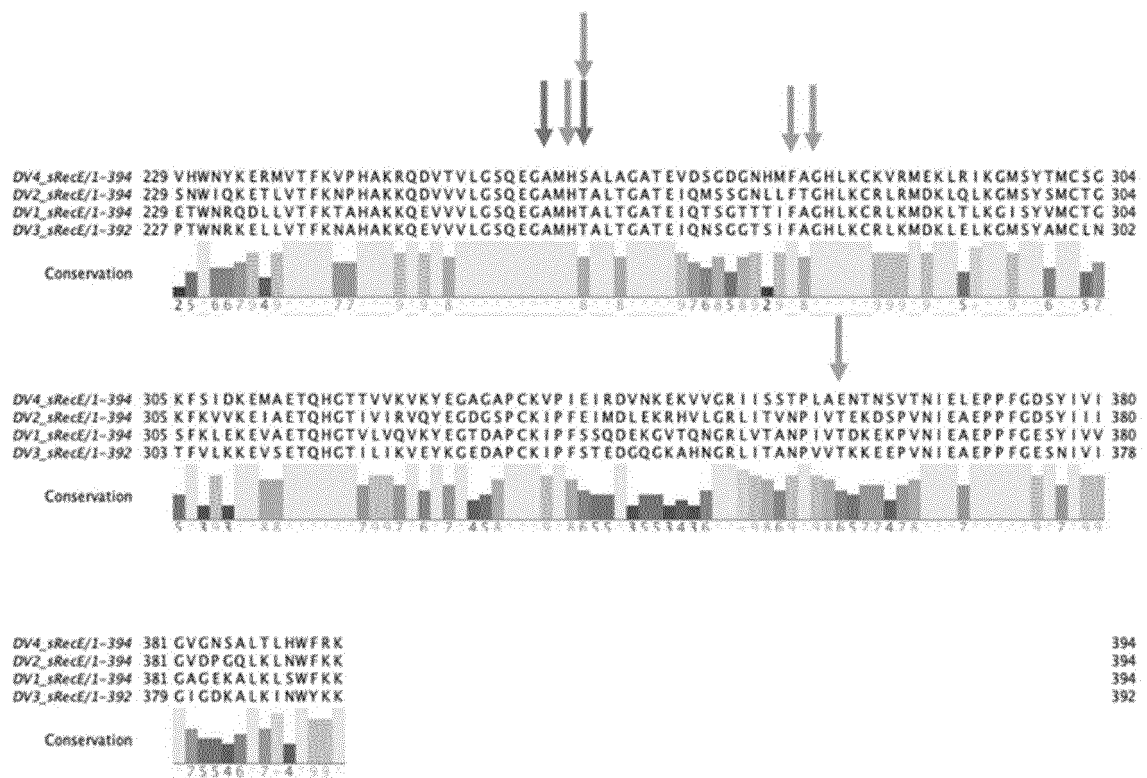 DV4_sRecE/1-394 229 VHWNYKERMVTFKVPHAKRQDVTVLGSQEGAMHSALAGATEVDSGDGNHMFAGHLKCKVRMEKLRIKGMSYTMCSG 304
DV2_sRecE/1-394 229 SNWIQKETLVTFKNPHAKKQDVVVLGSQEGAMHTALTGATEIQMSSGNLLFTGHLKCRLRMDKLQLKGMSYSMCTG 304
DV1_sRecE/1-394 229 ETWNRQDLLVTFKTAHAKKQEVVVLGSQEGAMHTALTGATEIQTSGTTTIFAGHLKCRLKMDKLTLKGISYVMCTG 304
DV3_sRecE/1-392 227 PTWNRKELLVTFKNAHAKKQEVVVLGSQEGAMHTALTGATEIQNSGGTSIFAGHLKCRLKMDKLELKGMSYAMCLN 302
Conservation
DV4_sRecE/1-394 305 KFSIDKEMAETQHGTTVVKVKYEGAGAPCKVPIEIRDVNKEKVVGRIISSTPLAENTNSVTNIELEPPFGDSYIVI 380
DV2_sRecE/1-394 305 KFKVVKEIAETQHGTIVIRVQYEGDGSPCKIPFEIMDLEKRHVLGRLITVNPIVTEKDSPVNIEAEPPFGDSYIII 380
DV1_sRecE/1-394 305 SFKLEKEVAETQHGTVLVQVKYEGTDAPCKIPFSSQDEKGVTQNGRLVTANPIVTDKEKPVNIEAEPPFGESYIVV 380
DV3_sRecE/1-392 303 TFVLKKEVSETQHGTILIKVEYKGEDAPCKIPFSTEDGQGKAHNGRLITANPVVTKKEEPVNIEAEPPFGESNIVI 378
Conservation
DV4_sRecE/1-394 381 GVGNSALTLHWFRK 394
DV2_sRecE/1-394 381 GVDPGQLKLNWFKK 394
DV1_sRecE/1-394 381 GAGEKALKLSWFKK 394
DV3_sRecE/1-392 379 GIGDKALKINWYKK 392
Conservation